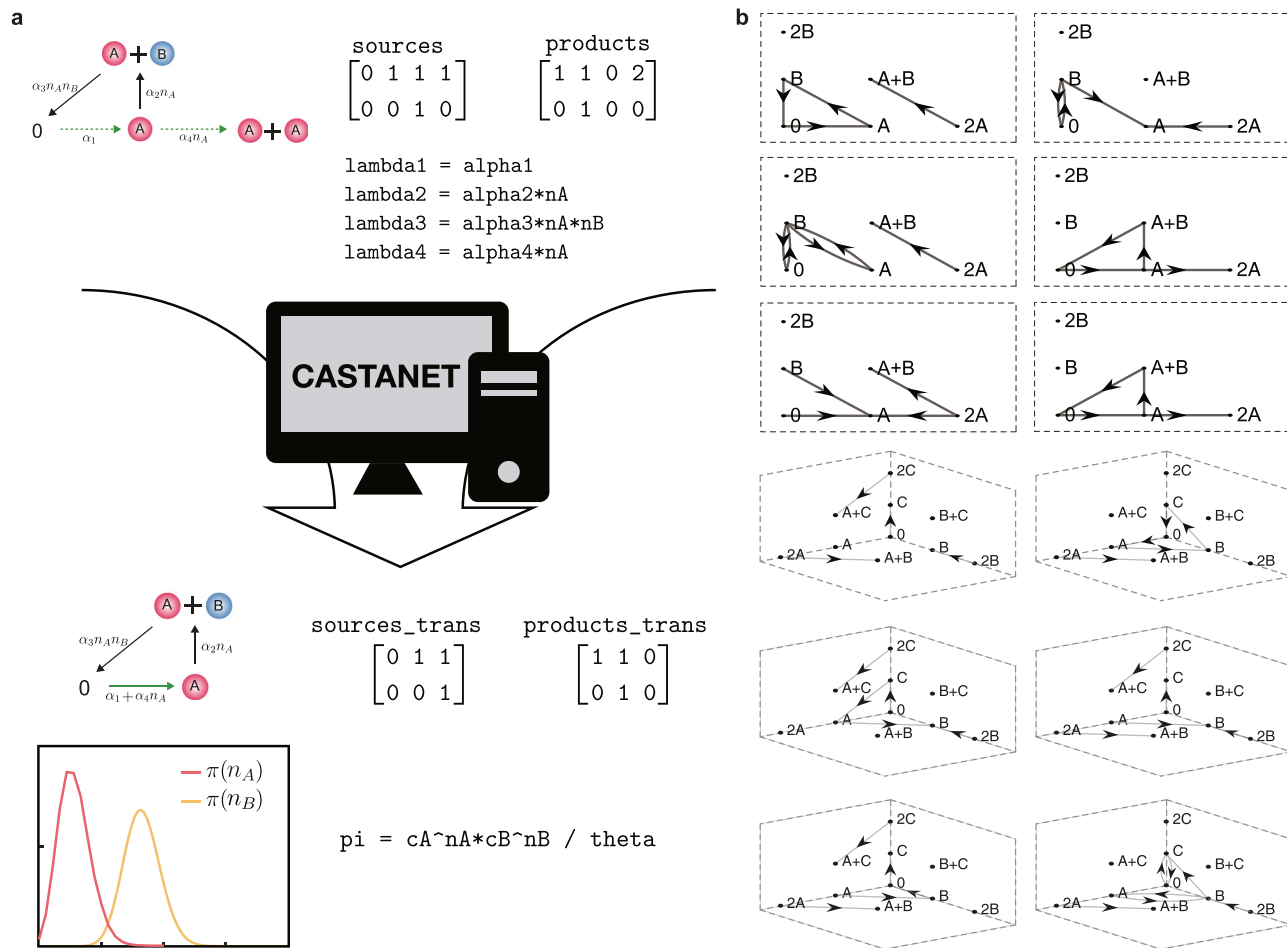 a
A + B
α3nAnB
α2nA
0
α1
A
α4nA
A + A
sources
0 1 1 1
0 0 1 0
products
1 1 0 2
0 1 0 0
lambda1 = alpha1
lambda2 = alpha2*nA
lambda3 = alpha3*nA*nB
lambda4 = alpha4*nA
CASTANET
A + B
α3nAnB
α2nA
0
α1+α4nA
A
sources_trans
0 1 1
0 0 1
products_trans
1 1 0
0 1 0
π(nA)
π(nB)
pi = cA^nA*cB^nB / theta
b
2B
B
A+B
0
A
2A
2B
B
A+B
0
A
2A
2B
B
A+B
0
A
2A
2B
B
A+B
0
A
2A
2B
B
A+B
0
A
2A
2B
B
A+B
0
A
2A
2C
C
A+C
B+C
0
A
B
2A
A+B
2B
2C
C
A+C
B+C
0
A
B
2A
A+B
2B
2C
C
A+C
B+C
0
A
B
2A
A+B
2B
2C
C
A+C
B+C
0
A
B
2A
A+B
2B
2C
C
A+C
B+C
0
A
B
2A
A+B
2B
2C
C
A+C
B+C
0
A
B
2A
A+B
2B